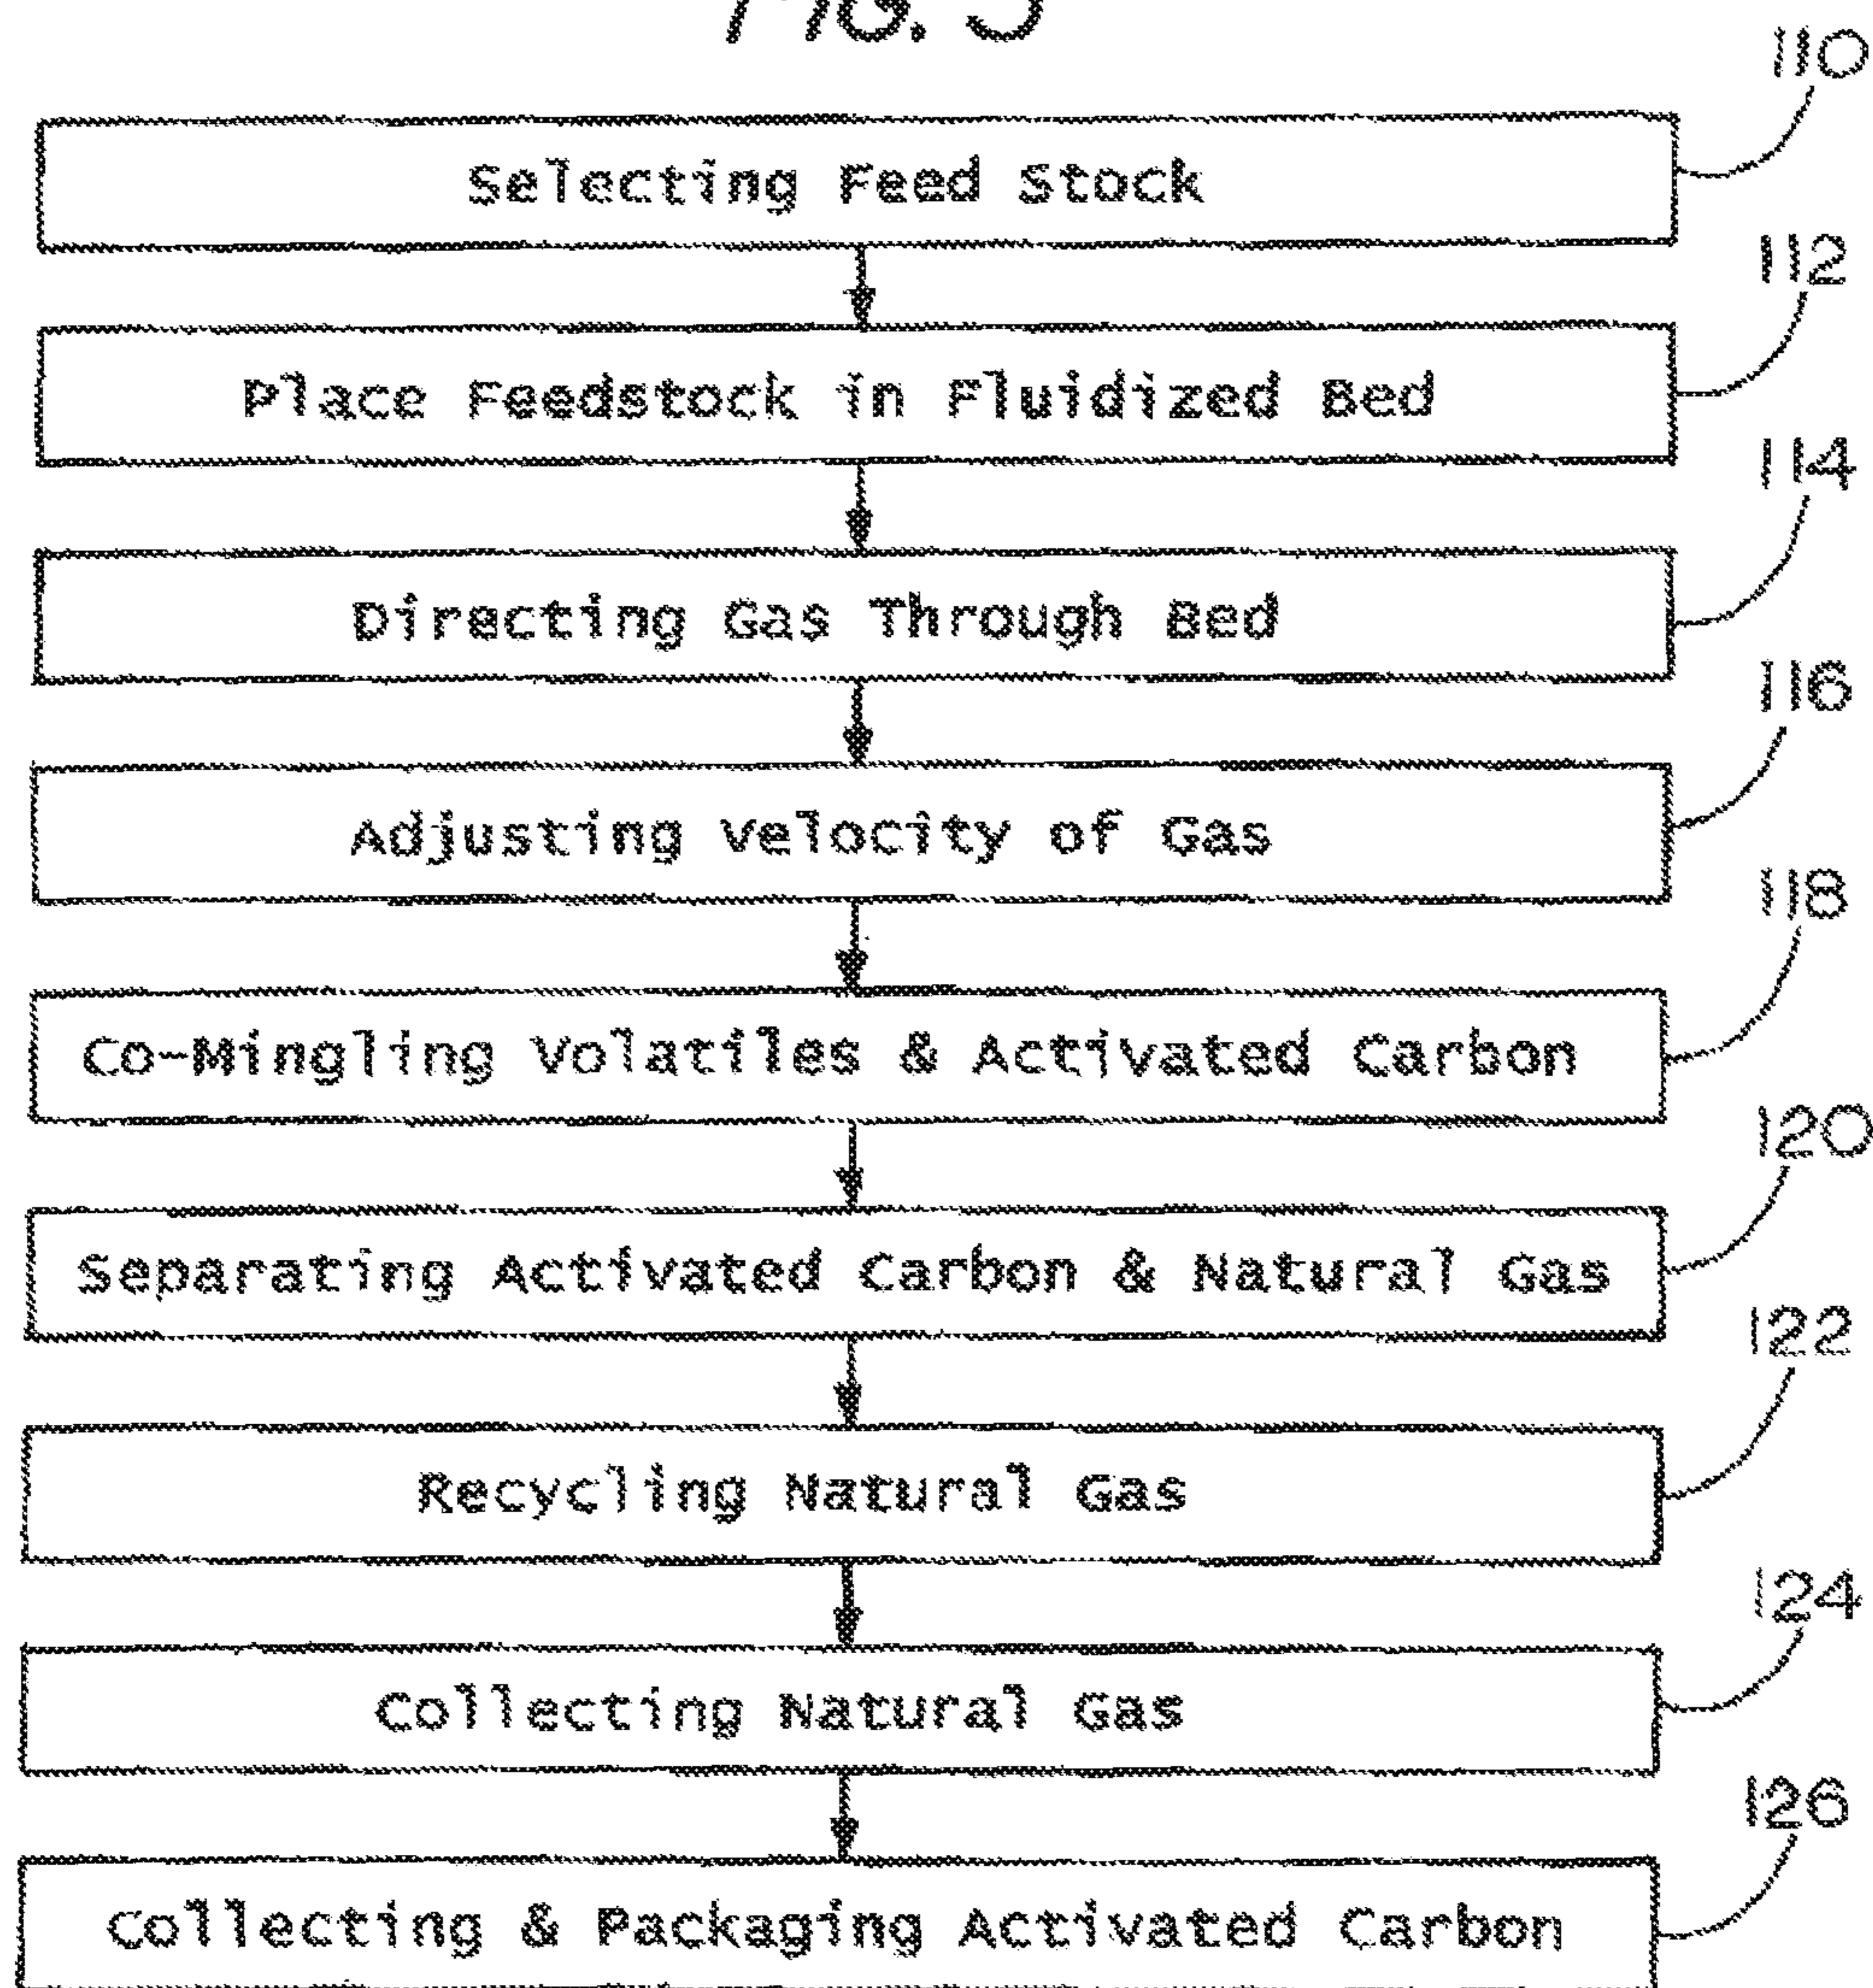 FIG. 5
110
Selecting Feed Stock
112
Place Feedstock in Fluidized Bed
114
Directing Gas Through Bed
116
Adjusting Velocity of Gas
118
Co-Mingling Volatiles & Activated Carbon
120
Separating Activated Carbon & Natural Gas
122
Recycling Natural Gas
124
Collecting Natural Gas
126
Collecting & Packaging Activated Carbon